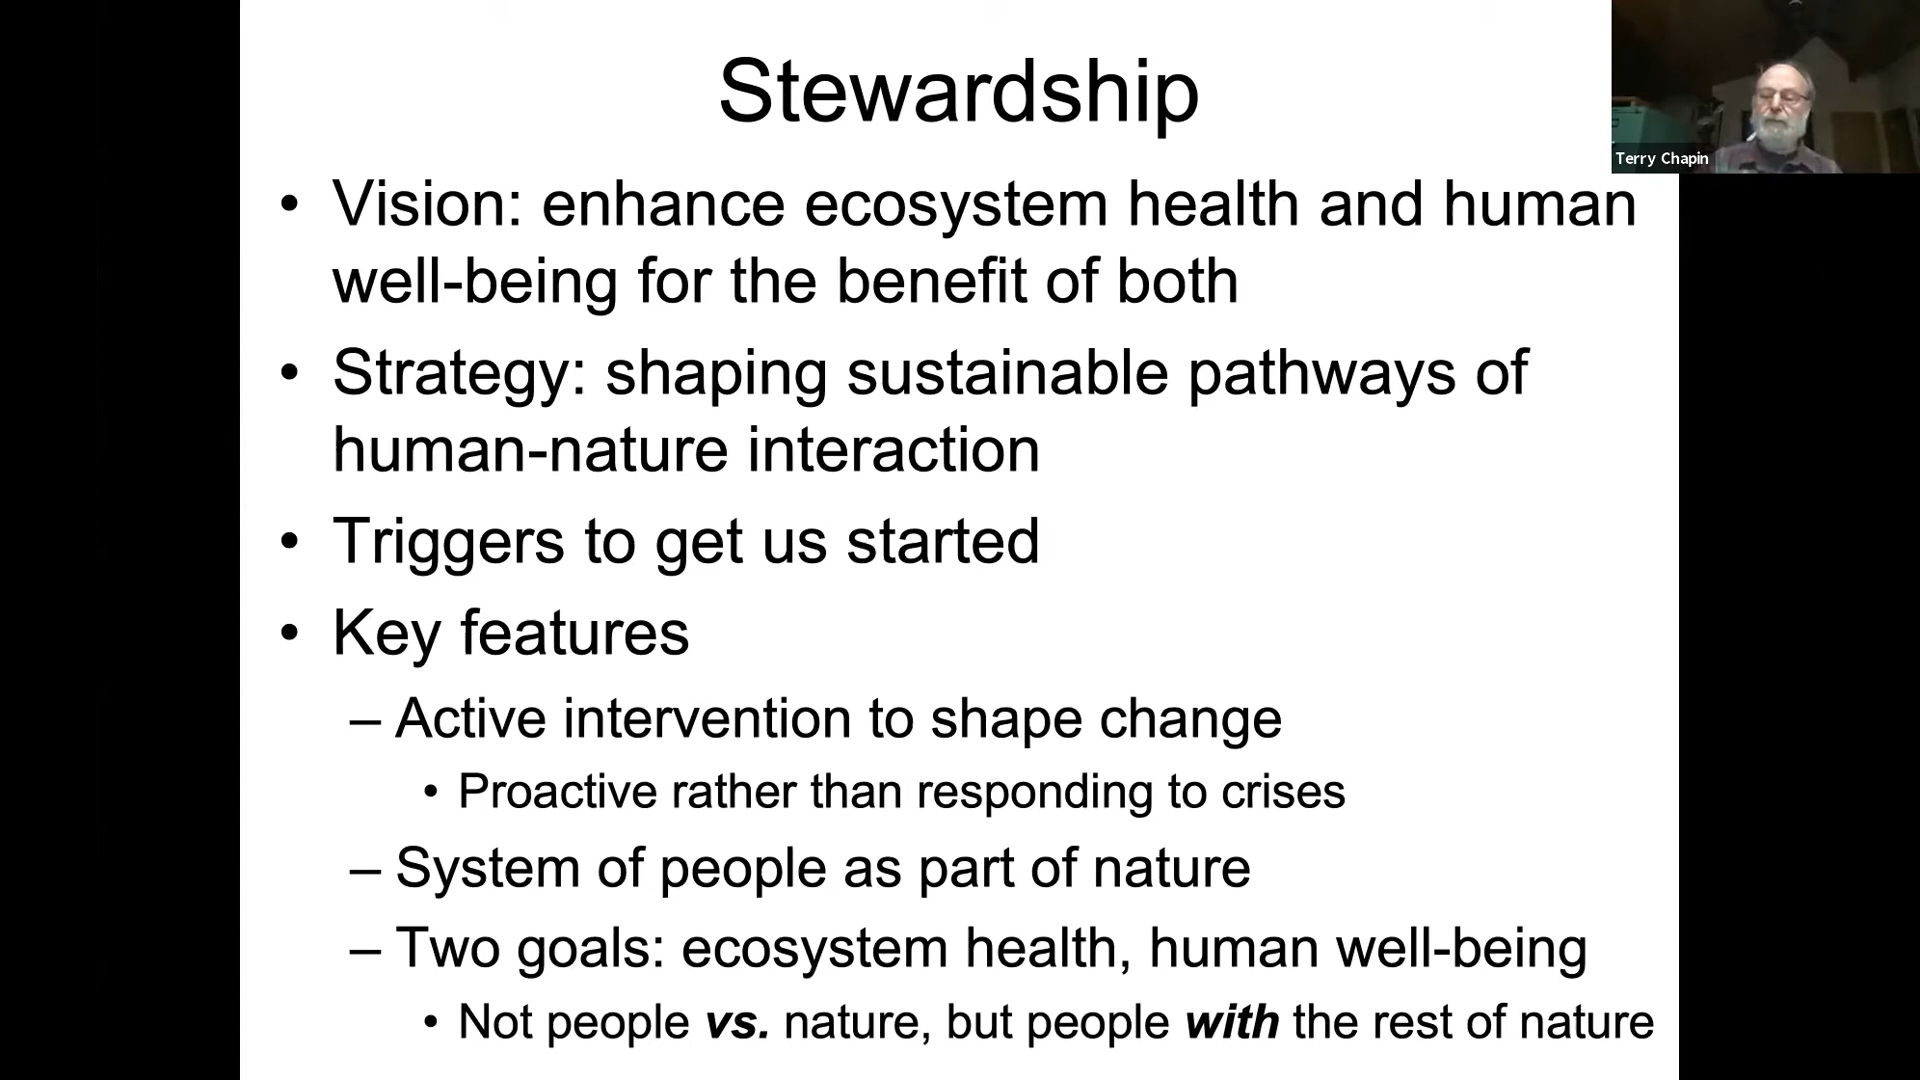 Stewardship
Terry Chapin
• Vision: enhance ecosystem health and human
well-being for the benefit of both
• Strategy: shaping sustainable pathways of
human-nature interaction
• Triggers to get us started
• Key features
– Active intervention to shape change
• Proactive rather than responding to crises
– System of people as part of nature
– Two goals: ecosystem health, human well-being
• Not people vs. nature, but people with the rest of nature